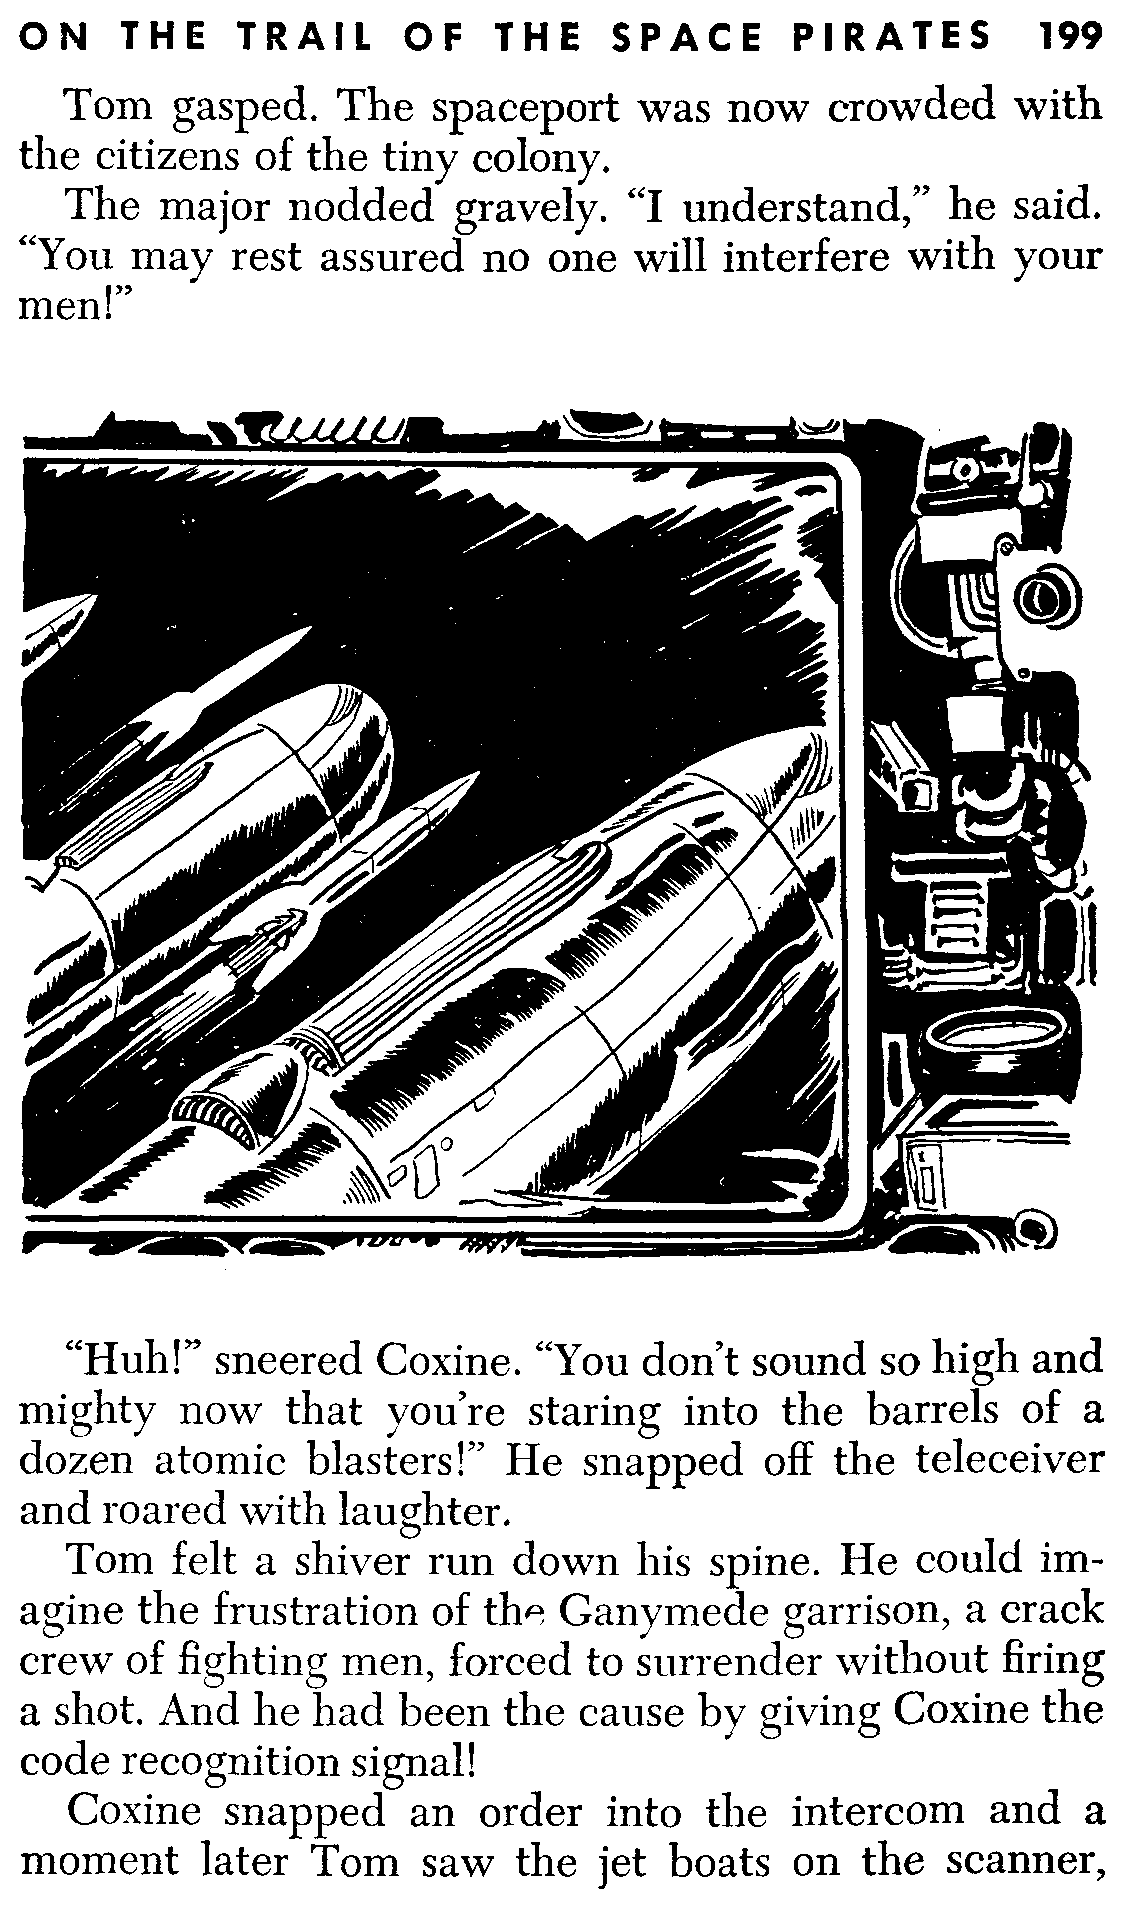 ON THE TRAIL OF THE SPACE PIRATES 199
Tom gasped. The spaceport was now crowded with
the citizens of the tiny colony.
The major nodded gravely. “I understand,” he said.
“You may rest assured no one will interfere with your
men!”
“Huh!” sneered Coxine. “You don’t sound so high and
mighty now that you’re staring into the barrels of a
dozen atomic blasters!” He snapped off the teleceiver
and roared with laughter.
Tom felt a shiver run down his spine. He could im-
agine the frustration of the Ganymede garrison, a crack
crew of fighting men, forced to surrender without firing
a shot. And he had been the cause by giving Coxine the
code recognition signal!
Coxine snapped an order into the intercom and a
moment later Tom saw the jet boats on the scanner,